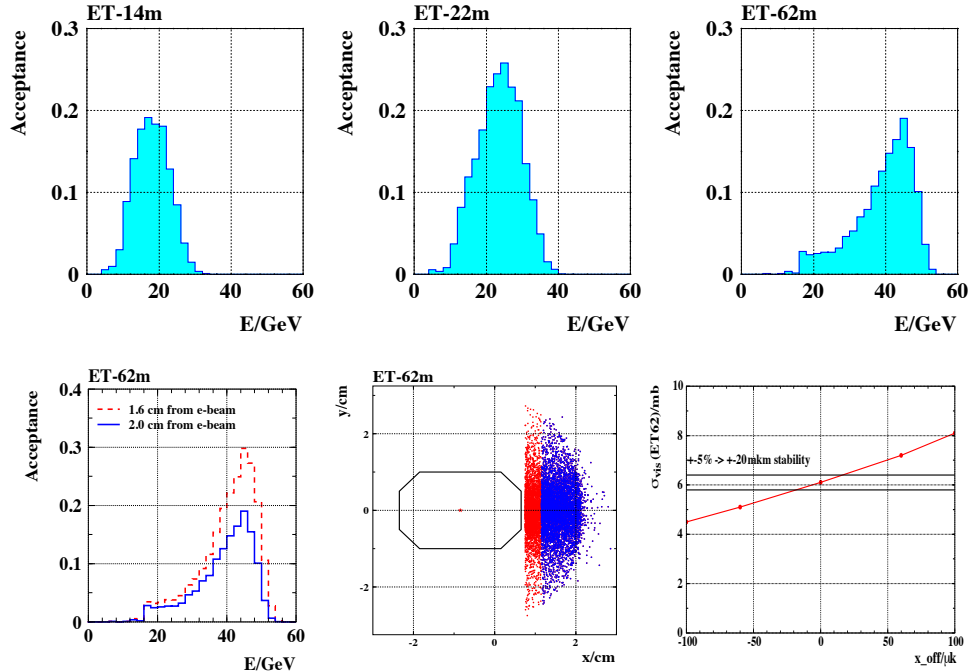 ET-14m
Acceptance
0.3
0.2
0.1
0
0
20
40
60
E/GeV
ET-22m
Acceptance
0.3
0.2
0.1
0
0
20
40
60
E/GeV
ET-62m
Acceptance
0.3
0.2
0.1
0
0
20
40
60
E/GeV
ET-62m
Acceptance
0.4
0.3
0.2
0.1
0
1.6 cm from e-beam
2.0 cm from e-beam
0
20
40
60
E/GeV
ET-62m
y/cm
2
0
-2
-2
0
2
x/cm
σvis (ET62)/mb
10
8
6
4
2
0
+-5% -> +-20mkm stability
-100
-50
0
50
100
x_off/μk